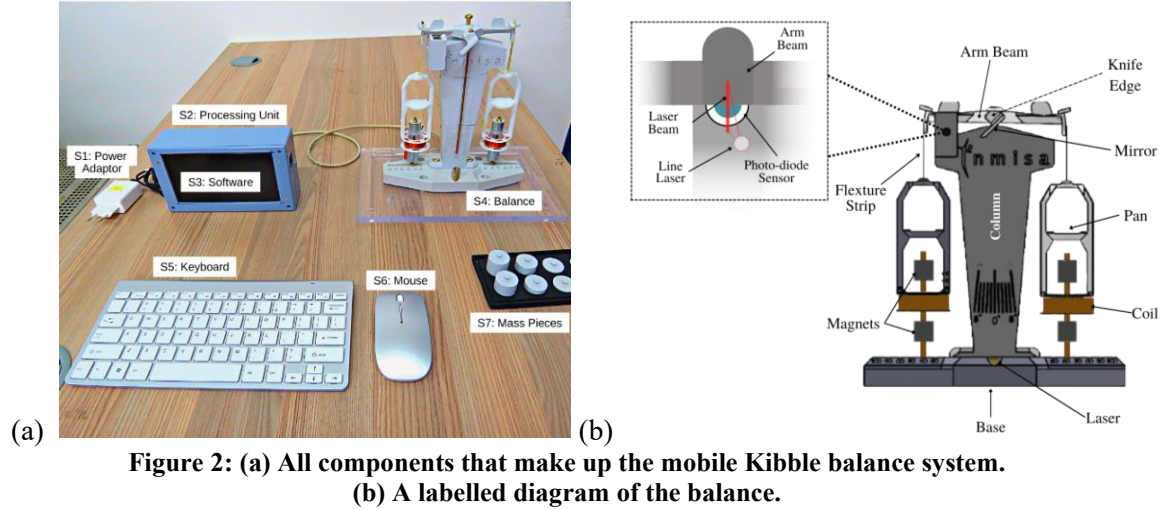 S2: Processing Unit
S1: Power
Adaptor
S3: Software
S4: Balance
S5: Keyboard
S6: Mouse
S7: Mass Pieces
(a)
Arm
Beam
Laser
Beam
Line
Laser
Photo-diode
Sensor
Arm Beam
Knife
Edge
Mirror
nmisa
Flexture
Strip
Column
Pan
Magnets
Coil
Base
Laser
(b)
Figure 2: (a) All components that make up the mobile Kibble balance system.
(b) A labelled diagram of the balance.